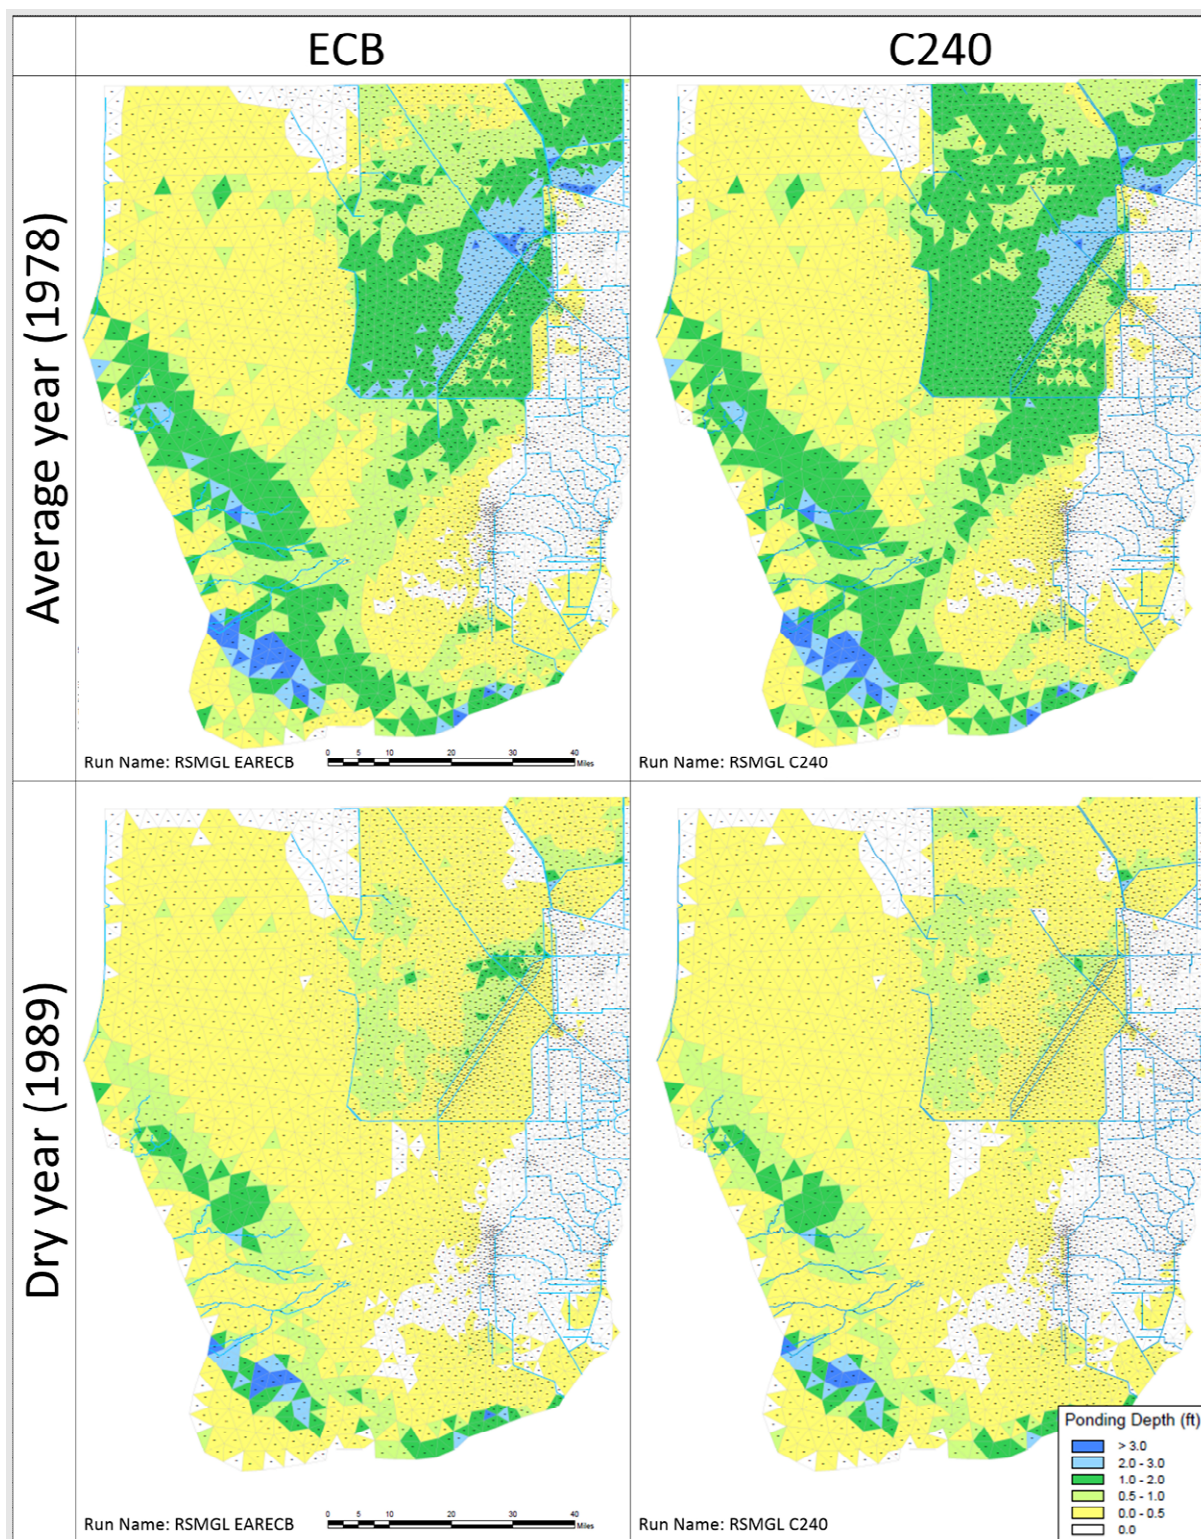 ECB
C240
Average year (1978)
0 5 10 20 30 40
Miles
Run Name: RSMGL EARECB
Run Name: RSMGL C240
Dry year (1989)
Ponding Depth (ft)
> 3.0
2.0 - 3.0
1.0 - 2.0
0.5 - 1.0
0.0 - 0.5
0.0
0 5 10 20 30 40
Miles
Run Name: RSMGL EARECB
Run Name: RSMGL C240